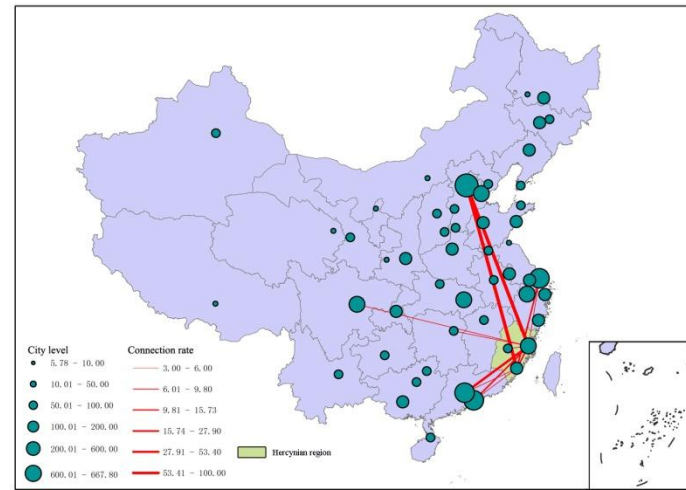 City level
5.78 - 10.00
10.01 - 50.00
50.01 - 100.00
100.01 - 200.00
200.01 - 600.00
600.01 - 667.80
Connection rate
3.00 - 6.00
6.01 - 9.80
9.81 - 15.73
15.74 - 27.90
27.91 - 53.40
53.41 - 100.00
Hercynian region